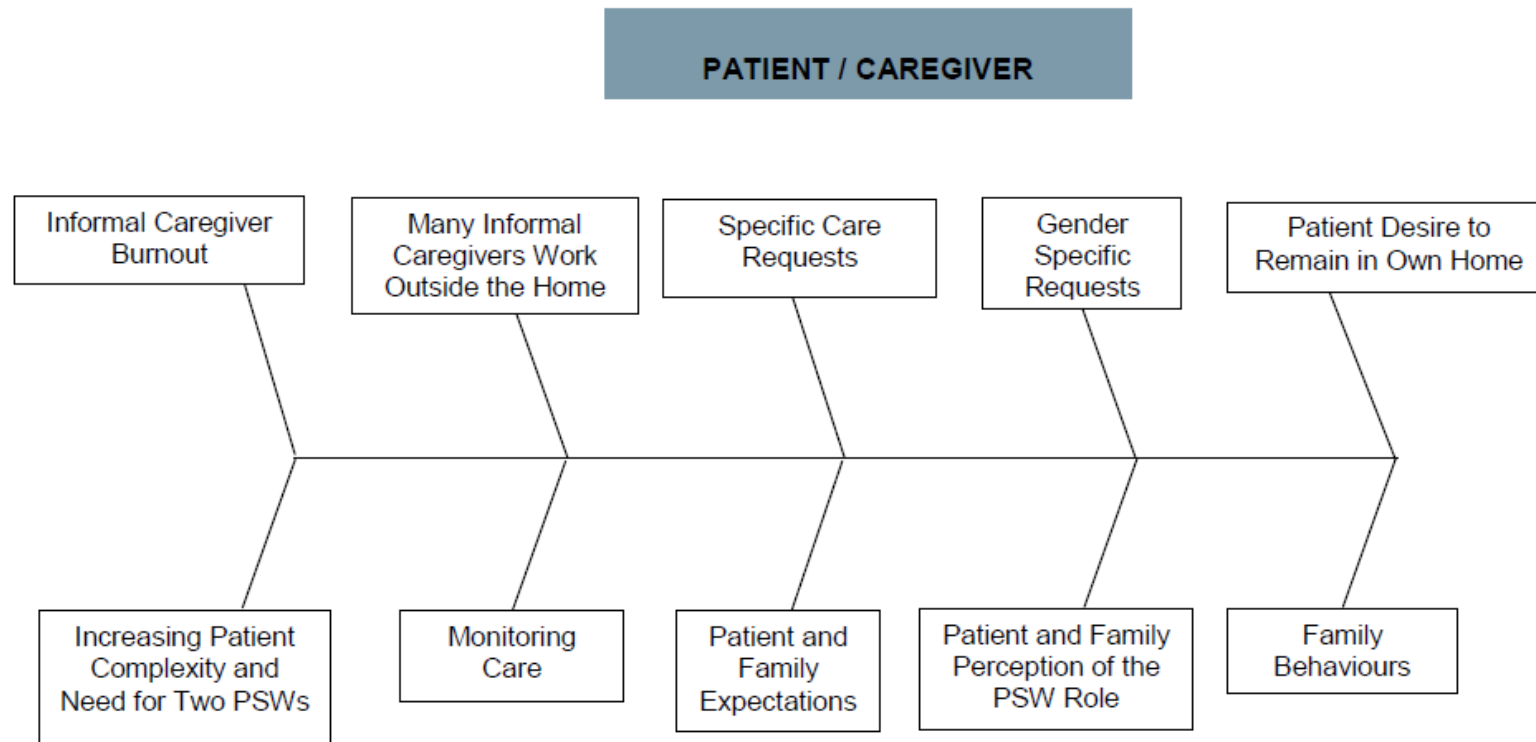 PATIENT / CAREGIVER
Informal Caregiver
Burnout
Many Informal
Caregivers Work
Outside the Home
Specific Care
Requests
Gender
Specific
Requests
Patient Desire to
Remain in Own Home
Increasing Patient
Complexity and
Need for Two PSWs
Monitoring
Care
Patient and
Family
Expectations
Patient and Family
Perception of the
PSW Role
Family
Behaviours